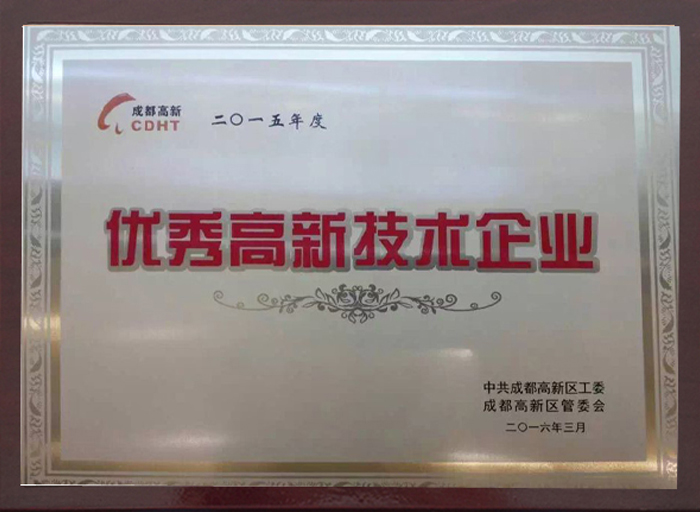 成都高新
CDHT
二〇一五年度
优秀高新技术企业
中共成都高新区工委
成都高新区管委会
二〇一六年三月